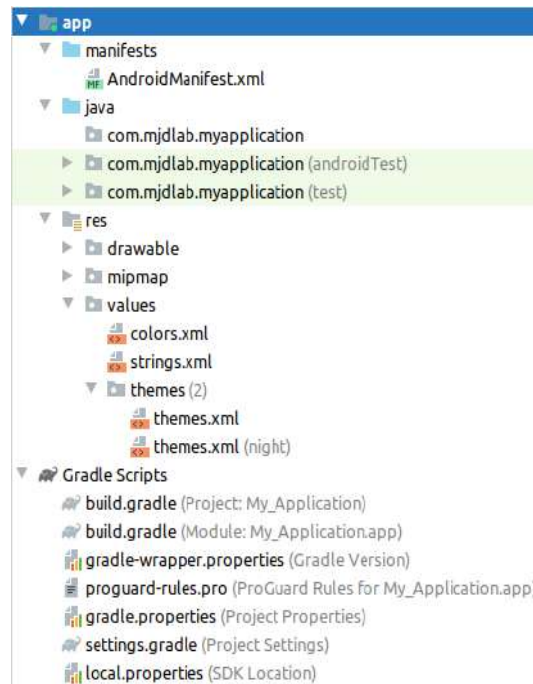 app
manifests
AndroidManifest.xml
java
com.mjdlab.myapplication
com.mjdlab.myapplication (androidTest)
com.mjdlab.myapplication (test)
res
drawable
mipmap
values
colors.xml
strings.xml
themes (2)
themes.xml
themes.xml (night)
Gradle Scripts
build.gradle (Project: My_Application)
build.gradle (Module: My_Application.app)
gradle-wrapper.properties (Gradle Version)
proguard-rules.pro (ProGuard Rules for My_Application.app)
gradle.properties (Project Properties)
settings.gradle (Project Settings)
local.properties (SDK Location)